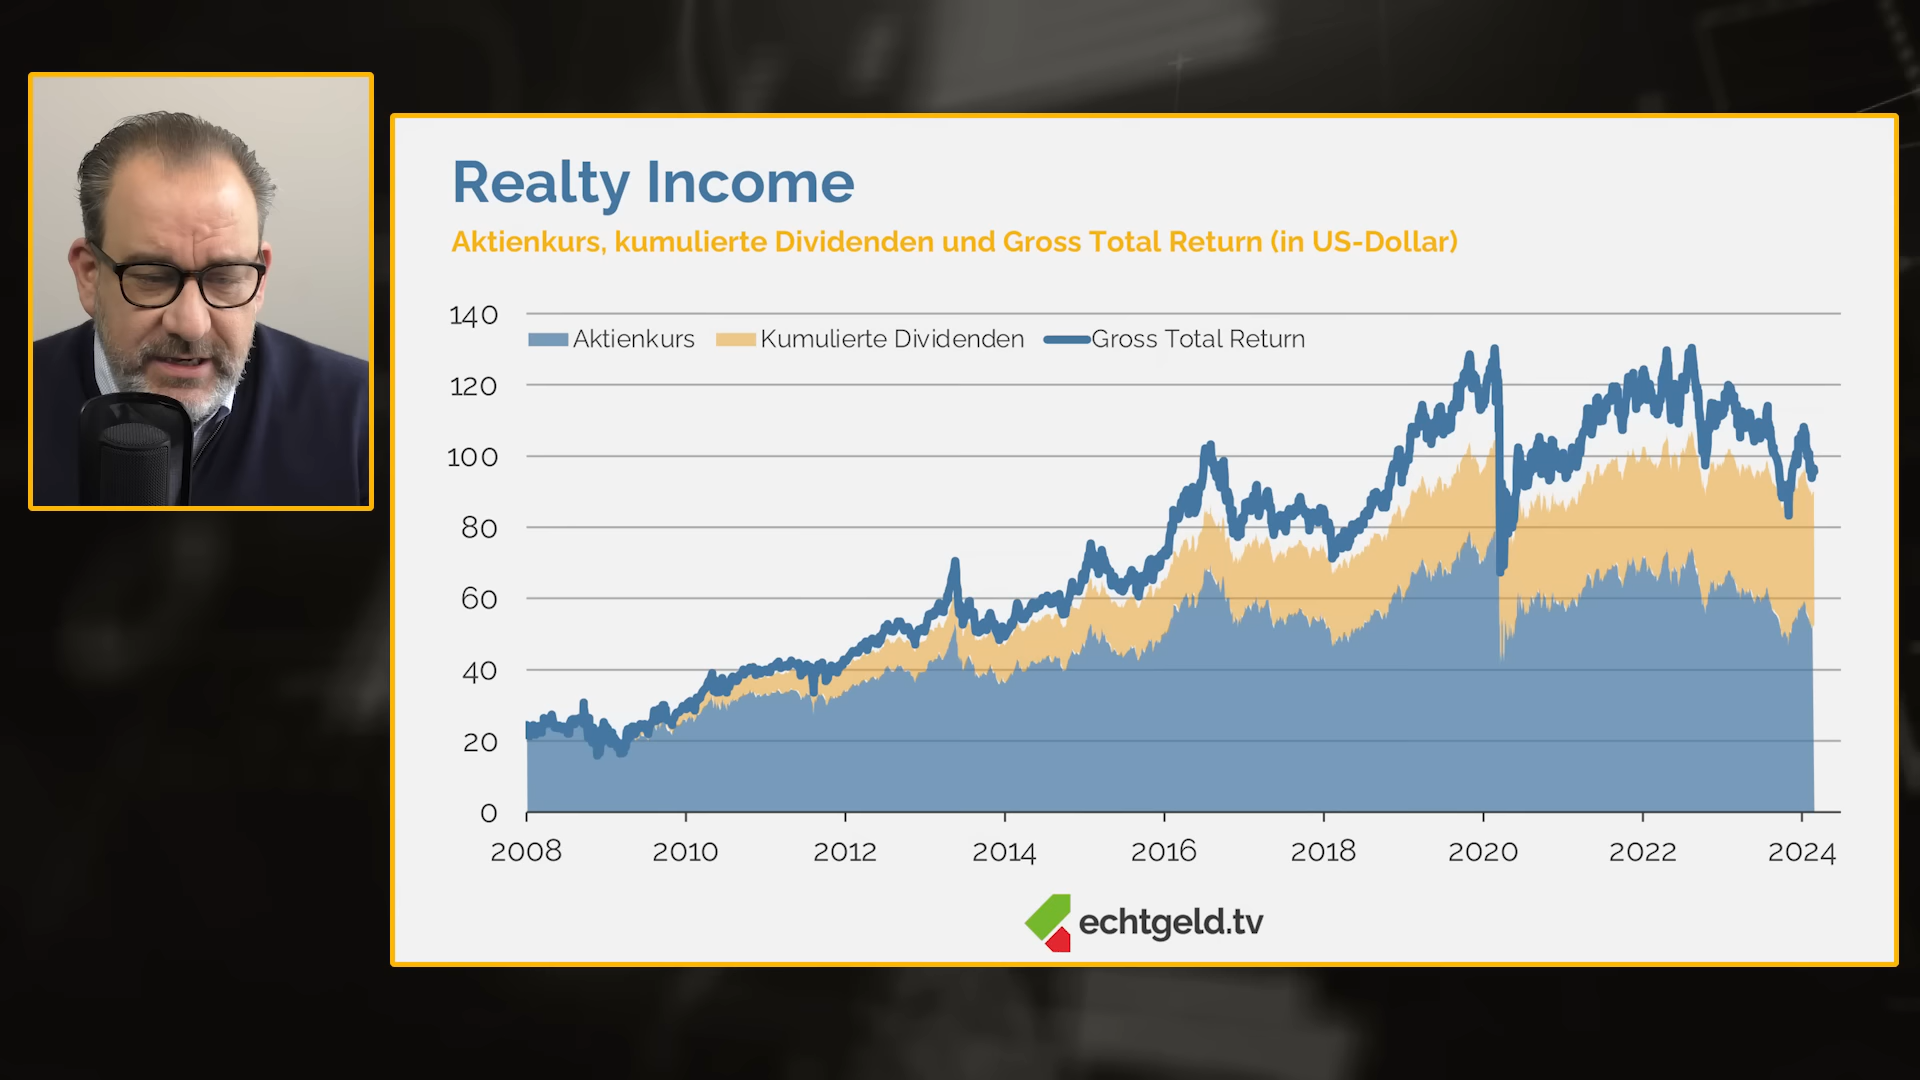 Realty Income
Aktienkurs, kumulierte Dividenden und Gross Total Return (in US-Dollar)
140
Aktienkurs Kumulierte Dividenden Gross Total Return
120
100
80
60
40
20
0
2008 2010 2012 2014 2016 2018 2020 2022 2024
echtgeld.tv